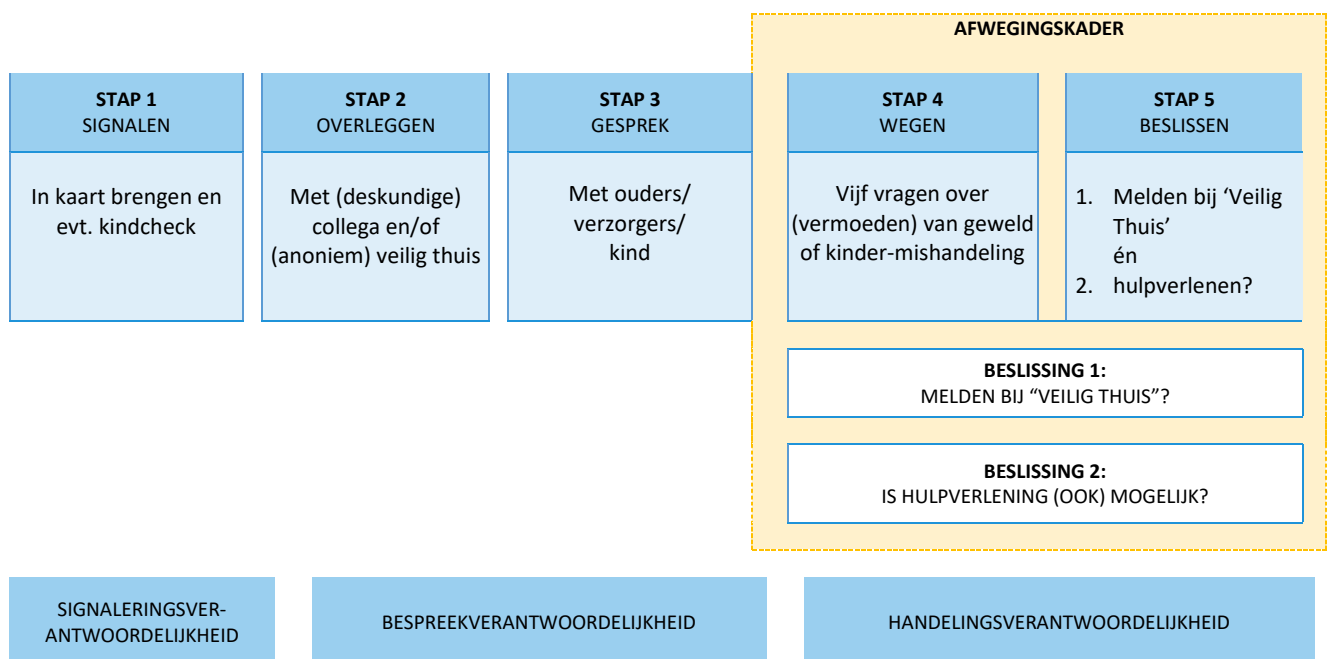 AFWEGINGSKADER
STAP 1
SIGNALEN
In kaart brengen en
evt. kindcheck
STAP 2
OVERLEGGEN
Met (deskundige)
collega en/of
(anoniem) veilig thuis
STAP 3
GESPREK
Met ouders/
verzorgers/
kind
STAP 4
WEGEN
Vijf vragen over
(vermoeden) van geweld
of kinder-mishandeling
STAP 5
BESLISSEN
1. Melden bij ‘Veilig
Thuis’
én
2. hulpverlenen?
BESLISSING 1:
MELDEN BIJ “VEILIG THUIS”?
BESLISSING 2:
IS HULPVERLENING (OOK) MOGELIJK?
SIGNALERINGSVER-
ANTWOORDELIJKHEID
BESPREEKVERANTWOORDELIJKHEID
HANDELINGSVERANTWOORDELIJKHEID